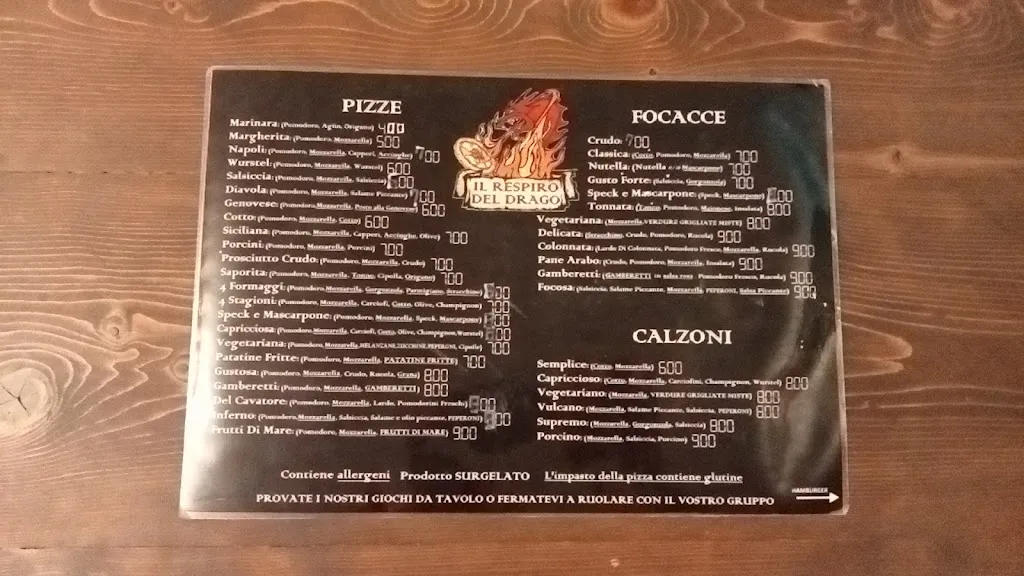 PIZZE
Marinara: (Pomodoro, Aglio, Origano) 400
Margherita: (Pomodoro, Mozzarella) 500
Napoli: (Pomodoro, Mozzarella, Capperi, Acciughe) 700
Wurstel: (Pomodoro, Mozzarella, Wurstel) 600
Salsiccia: (Pomodoro, Mozzarella, Salsiccia) 00
Diavola: (Pomodoro, Mozzarella, Salame Piccante) 00
Genovese: (Pomodoro, Mozzarella, Pesto alla Genovese) 600
Cotto: (Pomodoro, Mozzarella, Cotto) 600
Siciliana: (Pomodoro, Mozzarella, Capperi, Acciughe, Olive) 700
Porcini: (Pomodoro, Mozzarella, Porcini) 700
Prosciutto Crudo: (Pomodoro, Mozzarella, Crudo) 700
Saporita: (Pomodoro, Mozzarella, Tonno, Cipolla, Origano) 700
4 Formaggi: (Pomodoro, Mozzarella, Gorgonzola, Parmigiano, Stracchino) 00
4 Stagioni: (Pomodoro, Mozzarella, Carciofi, Cotto, Olive, Champignon) 00
Speck e Mascarpone: (Pomodoro, Mozzarella, Speck, Mascarpone) 00
Capricciosa: (Pomodoro, Mozzarella, Carciofi, Cotto, Olive, Champignon, Wurstel) 00
Vegetariana: (Pomodoro, Mozzarella, MELANZANE, ZUCCHINE, PEPERONI, Cipolle) 700
Patatine Fritte: (Pomodoro, Mozzarella, PATATINE FRITTE) 700
Gustosa: (Pomodoro, Mozzarella, Crudo, Rucola, Grana) 800
Gamberetti: (Pomodoro, Mozzarella, GAMBERETTI) 800
Del Cavatore: (Pomodoro, Mozzarella, Lardo, Pomodorini Freschi) 00
Inferno: (Pomodoro, Mozzarella, Salsiccia, Salame e olio piccante, PEPERONI) 00
Frutti Di Mare: (Pomodoro, Mozzarella, FRUTTI DI MARE) 900
IL RESPIRO
DEL DRAGO
FOCACCE
Crudo: 700
Classica: (Cotto, Pomodoro, Mozzarella) 700
Nutella: (Nutella e/o Mascarpone) 700
Gusto Forte: (Salsiccia, Gorgonzola) 700
Speck e Mascarpone: (Speck, Mascarpone) 00
Tonnata: (Tonno, Pomodoro, Maionese, Insalata) 800
Vegetariana: (Mozzarella, VERDURE GRIGLIATE MISTE) 800
Delicata: (Stracchino, Crudo, Pomodoro, Rucola) 900
Colonnata: (Lardo Di Colonnata, Pomodoro Fresco, Mozzarella, Rucola) 900
Pane Arabo: (Crudo, Pomodoro, Mozzarella, Insalata) 900
Gamberetti: (GAMBERETTI in salsa rosa, Pomodoro Fresco, Rucola) 900
Focosa: (Salsiccia, Salame Piccante, Mozzarella, PEPERONI, Salsa Piccante) 900
CALZONI
Semplice: (Cotto, Mozzarella) 600
Capriccioso: (Cotto, Mozzarella, Carciofini, Champignon, Wurstel) 800
Vegetariano: (Mozzarella, VERDURE GRIGLIATE MISTE) 800
Vulcano: (Mozzarella, Salame Piccante, Salsiccia, PEPERONI) 800
Supremo: (Mozzarella, Gorgonzola, Salsiccia) 800
Porcino: (Mozzarella, Salsiccia, Porcino) 900
Contiene allergeni Prodotto SURGELATO L'impasto della pizza contiene glutine
PROVATE I NOSTRI GIOCHI DA TAVOLO O FERMATEVI A RUOLARE CON IL VOSTRO GRUPPO
HAMBURGER